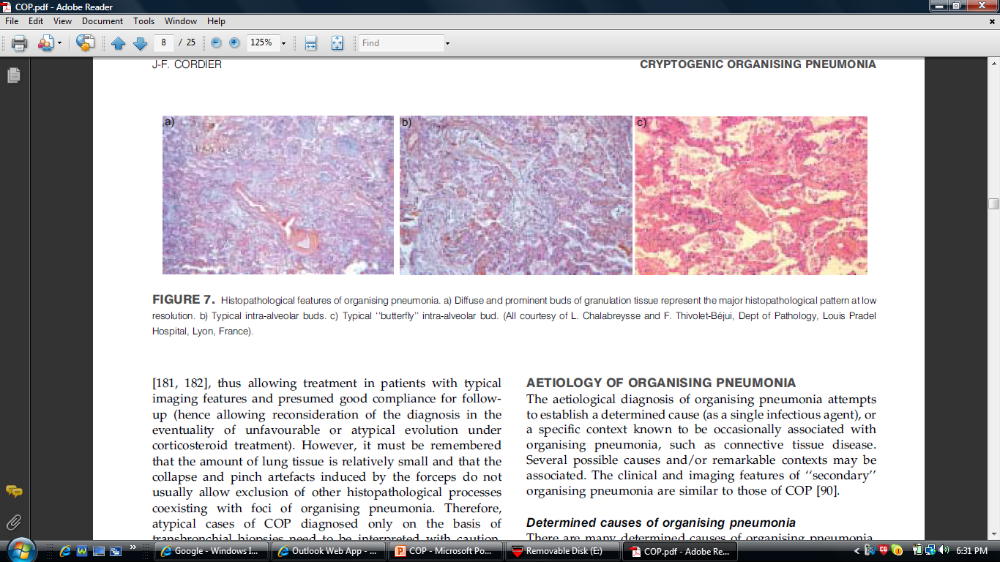 COP.pdf - Adobe Reader
File Edit View Document Tools Window Help
8 / 25 125% Find
J-F. CORDIER CRYPTOGENIC ORGANISING PNEUMONIA
a) b) c)
FIGURE 7. Histopathological features of organising pneumonia. a) Diffuse and prominent buds of granulation tissue represent the major histopathological pattern at low
resolution. b) Typical intra-alveolar buds. c) Typical ‘‘butterfly’’ intra-alveolar bud. (All courtesy of L. Chalabreysse and F. Thivolet-Béjui, Dept of Pathology, Louis Pradel
Hospital, Lyon, France).
[181, 182], thus allowing treatment in patients with typical
imaging features and presumed good compliance for follow-
up (hence allowing reconsideration of the diagnosis in the
eventuality of unfavourable or atypical evolution under
corticosteroid treatment). However, it must be remembered
that the amount of lung tissue is relatively small and that the
collapse and pinch artefacts induced by the forceps do not
usually allow exclusion of other histopathological processes
coexisting with foci of organising pneumonia. Therefore,
atypical cases of COP diagnosed only on the basis of
transbronchial biopsies need to be interpreted with caution,
AETIOLOGY OF ORGANISING PNEUMONIA
The aetiological diagnosis of organising pneumonia attempts
to establish a determined cause (as a single infectious agent), or
a specific context known to be occasionally associated with
organising pneumonia, such as connective tissue disease.
Several possible causes and/or remarkable contexts may be
associated. The clinical and imaging features of ‘‘secondary’’
organising pneumonia are similar to those of COP [90].
Determined causes of organising pneumonia
There are many determined causes of organising pneumonia,
Google - Windows I... Outlook Web App - ... COP - Microsoft Po... Removable Disk (E:) COP.pdf - Adobe Re... 6:31 PM